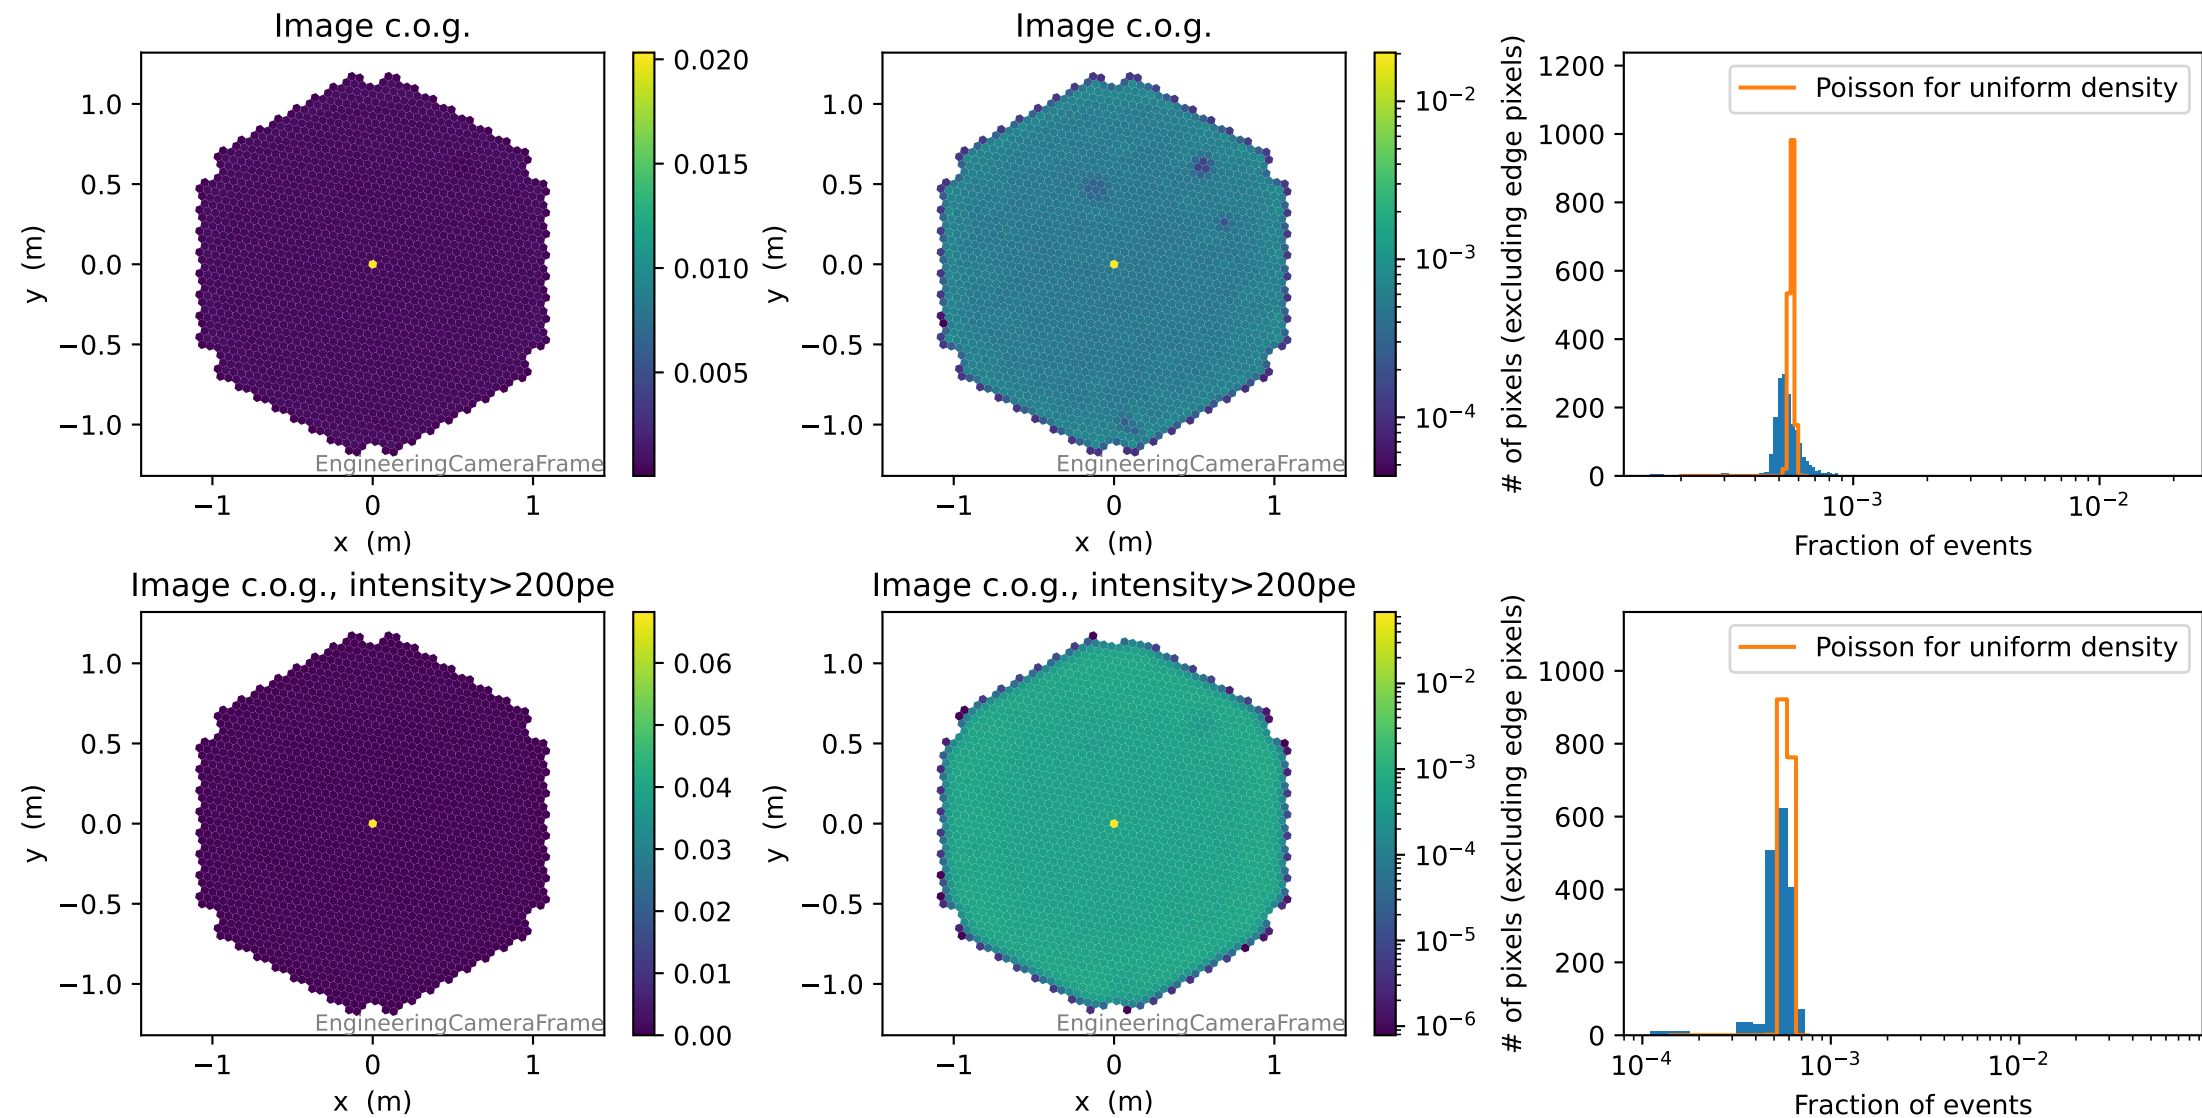 Image c.o.g.
1.0
0.5
0.0
−0.5
−1.0
y (m)
−1 0 1
x (m)
EngineeringCameraFrame
0.020
0.015
0.010
0.005
Image c.o.g.
1.0
0.5
0.0
−0.5
−1.0
y (m)
−1 0 1
x (m)
EngineeringCameraFrame
10−2
10−3
10−4
# of pixels (excluding edge pixels)
1200
1000
800
600
400
200
0
Poisson for uniform density
10−3 10−2
Fraction of events
Image c.o.g., intensity>200pe
1.0
0.5
0.0
−0.5
−1.0
y (m)
−1 0 1
x (m)
EngineeringCameraFrame
0.06
0.05
0.04
0.03
0.02
0.01
0.00
Image c.o.g., intensity>200pe
1.0
0.5
0.0
−0.5
−1.0
y (m)
−1 0 1
x (m)
EngineeringCameraFrame
10−2
10−3
10−4
10−5
10−6
# of pixels (excluding edge pixels)
1000
800
600
400
200
0
Poisson for uniform density
10−4 10−3 10−2
Fraction of events